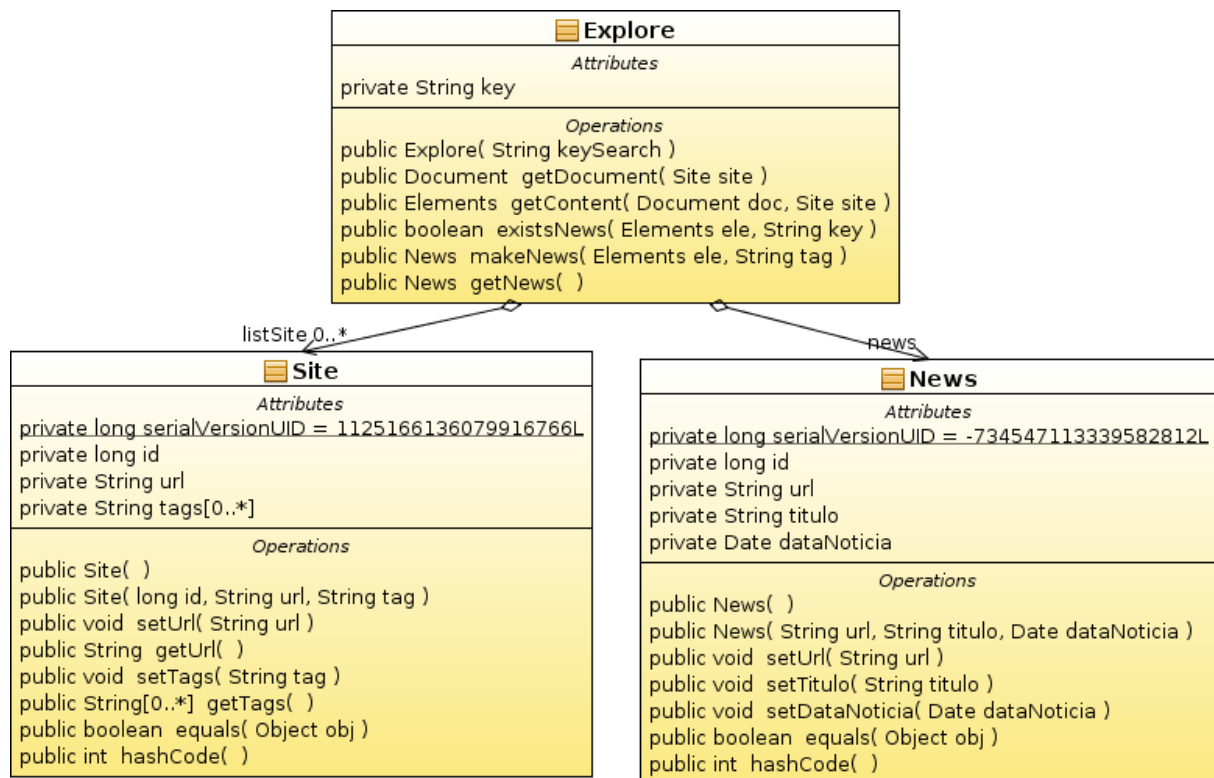 Explore
Attributes
private String key
Operations
public Explore( String keySearch )
public Document  getDocument( Site site )
public Elements  getContent( Document doc, Site site )
public boolean  existsNews( Elements ele, String key )
public News  makeNews( Elements ele, String tag )
public News  getNews(  )
listSite 0..*
news
Site
Attributes
private long serialVersionUID = 1125166136079916766L
private long id
private String url
private String tags[0..*]
Operations
public Site(  )
public Site( long id, String url, String tag )
public void  setUrl( String url )
public String  getUrl(  )
public void  setTags( String tag )
public String[0..*]  getTags(  )
public boolean  equals( Object obj )
public int  hashCode(  )
News
Attributes
private long serialVersionUID = -734547113339582812L
private long id
private String url
private String titulo
private Date dataNoticia
Operations
public News(  )
public News( String url, String titulo, Date dataNoticia )
public void  setUrl( String url )
public void  setTitulo( String titulo )
public void  setDataNoticia( Date dataNoticia )
public boolean  equals( Object obj )
public int  hashCode(  )